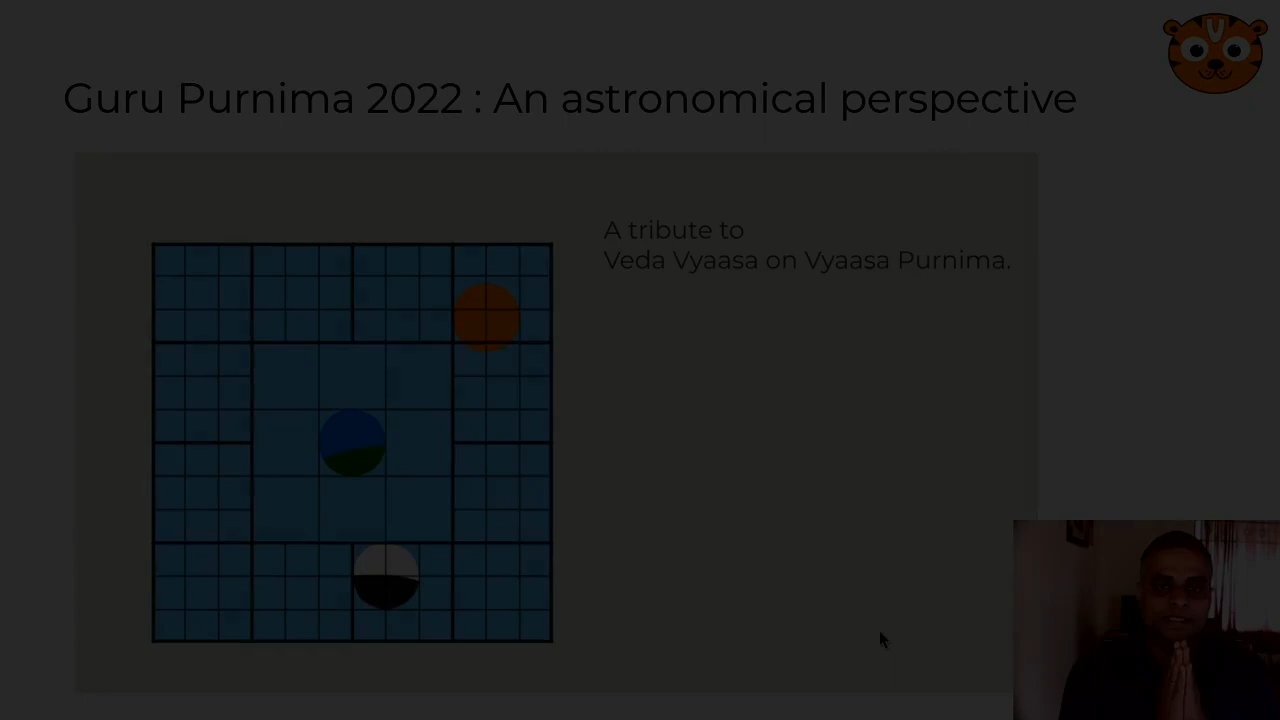 Guru Purnima 2022 : An astronomical perspective
A tribute to
Veda Vyaasa on Vyaasa Purnima.